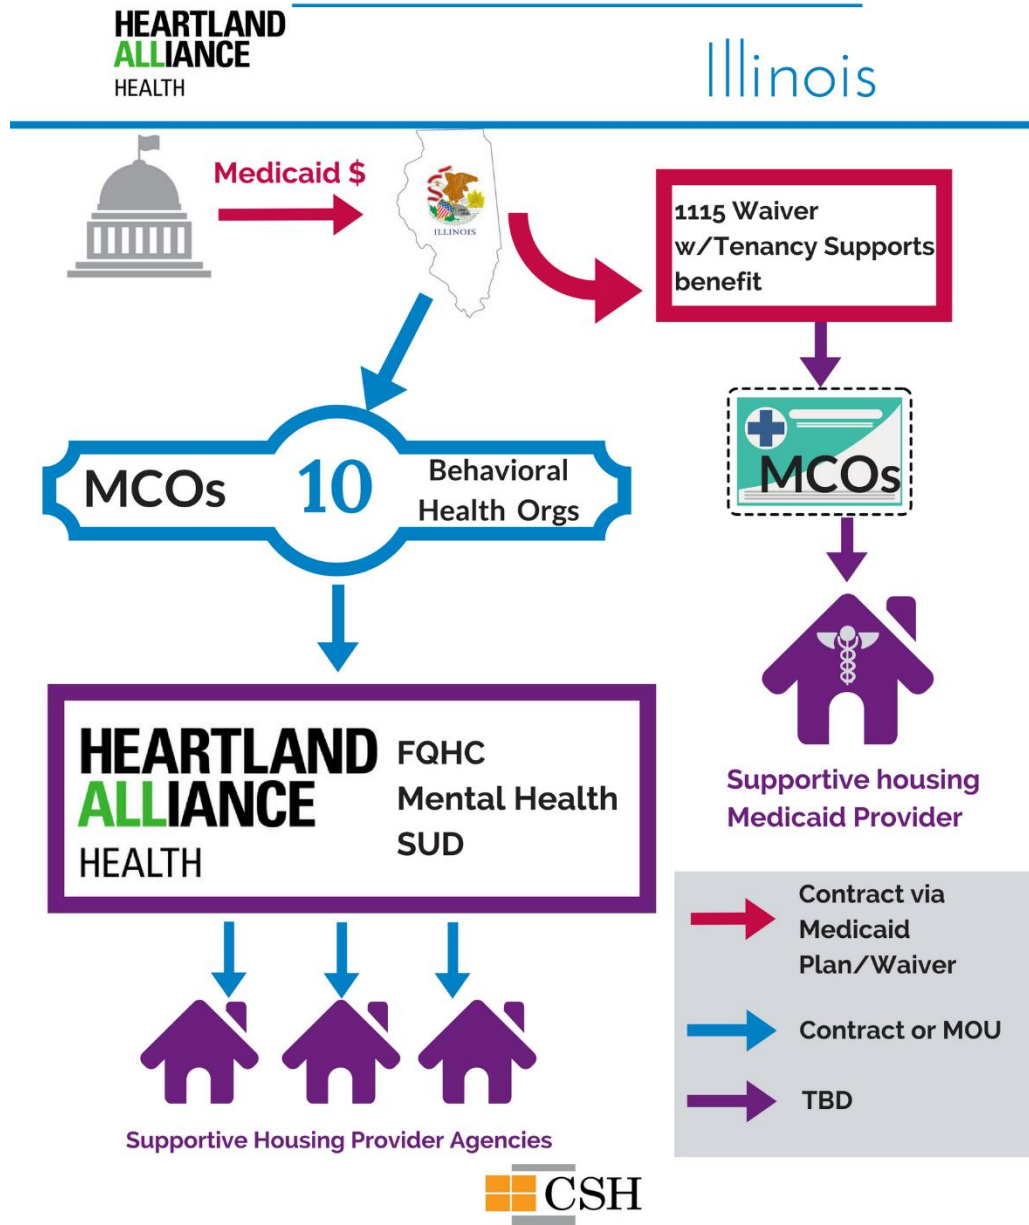 HEARTLAND
ALLIANCE
HEALTH
Illinois
Medicaid $
ILLINOIS
1115 Waiver
w/Tenancy Supports
benefit
MCOs
10
Behavioral
Health Orgs
MCOs
HEARTLAND
ALLIANCE
HEALTH
FQHC
Mental Health
SUD
Supportive housing
Medicaid Provider
Contract via
Medicaid
Plan/Waiver
Contract or MOU
TBD
Supportive Housing Provider Agencies
CSH